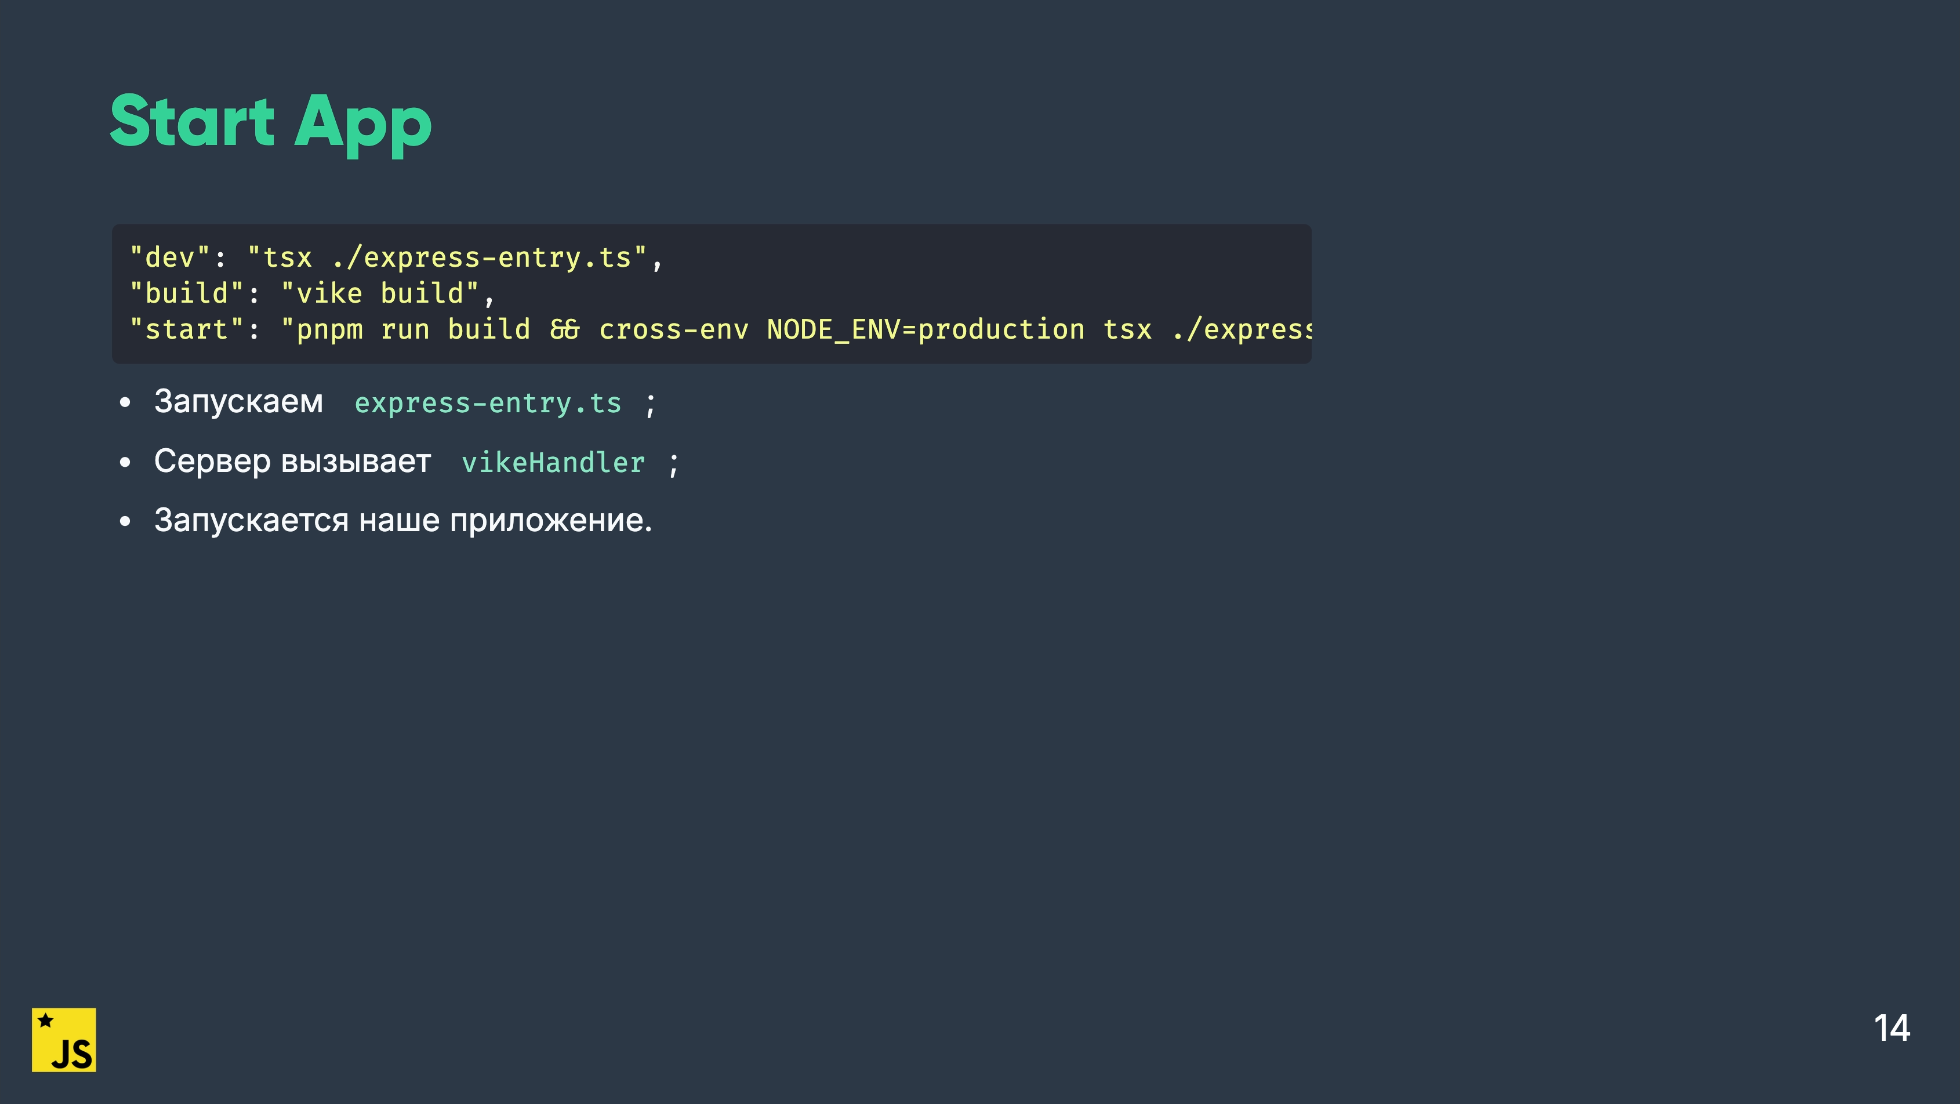 Start App
"dev": "tsx ./express-entry.ts",
"build": "vike build",
"start": "pnpm run build && cross-env NODE_ENV=production tsx ./express
• Запускаем express-entry.ts ;
• Сервер вызывает vikeHandler ;
• Запускается наше приложение.
JS
14